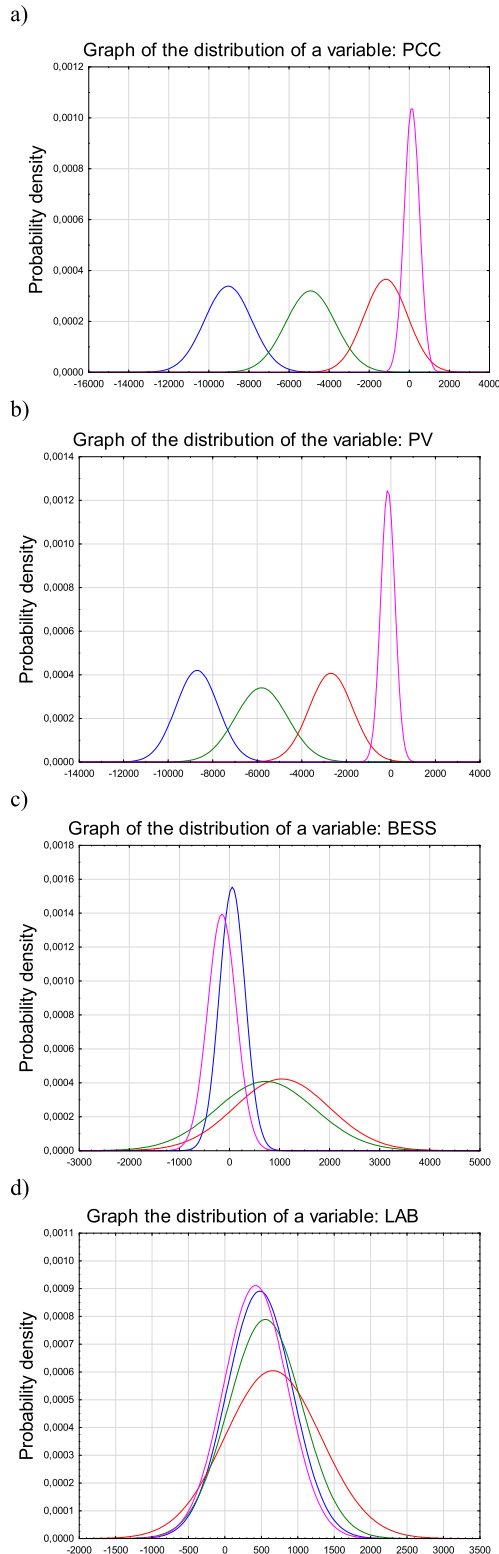 a)
Graph of the distribution of a variable: PCC
Probability density
0,0012
0,0010
0,0008
0,0006
0,0004
0,0002
0,0000
-16000 -14000 -12000 -10000 -8000 -6000 -4000 -2000 0 2000 4000
b)
Graph of the distribution of the variable: PV
Probability density
0,0014
0,0012
0,0010
0,0008
0,0006
0,0004
0,0002
0,0000
-14000 -12000 -10000 -8000 -6000 -4000 -2000 0 2000 4000
c)
Graph of the distribution of a variable: BESS
Probability density
0,0018
0,0016
0,0014
0,0012
0,0010
0,0008
0,0006
0,0004
0,0002
0,0000
-3000 -2000 -1000 0 1000 2000 3000 4000 5000
d)
Graph the distribution of a variable: LAB
Probability density
0,0011
0,0010
0,0009
0,0008
0,0007
0,0006
0,0005
0,0004
0,0003
0,0002
0,0001
0,0000
-2000 -1500 -1000 -500 0 500 1000 1500 2000 2500 3000 3500